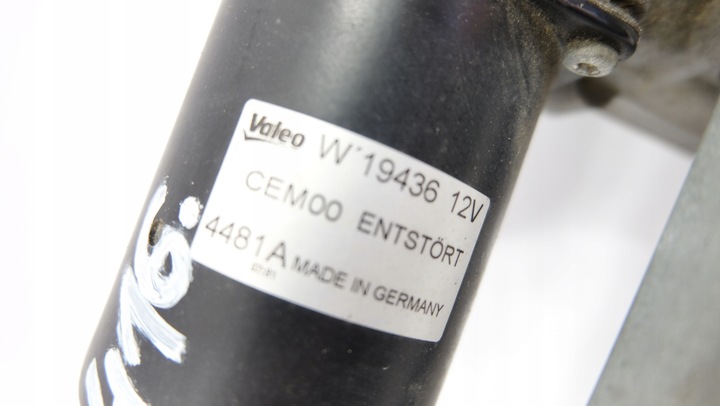 Valeo W°19436 12V
CEM00 ENTSTÖRT
4481A MADE IN GERMANY